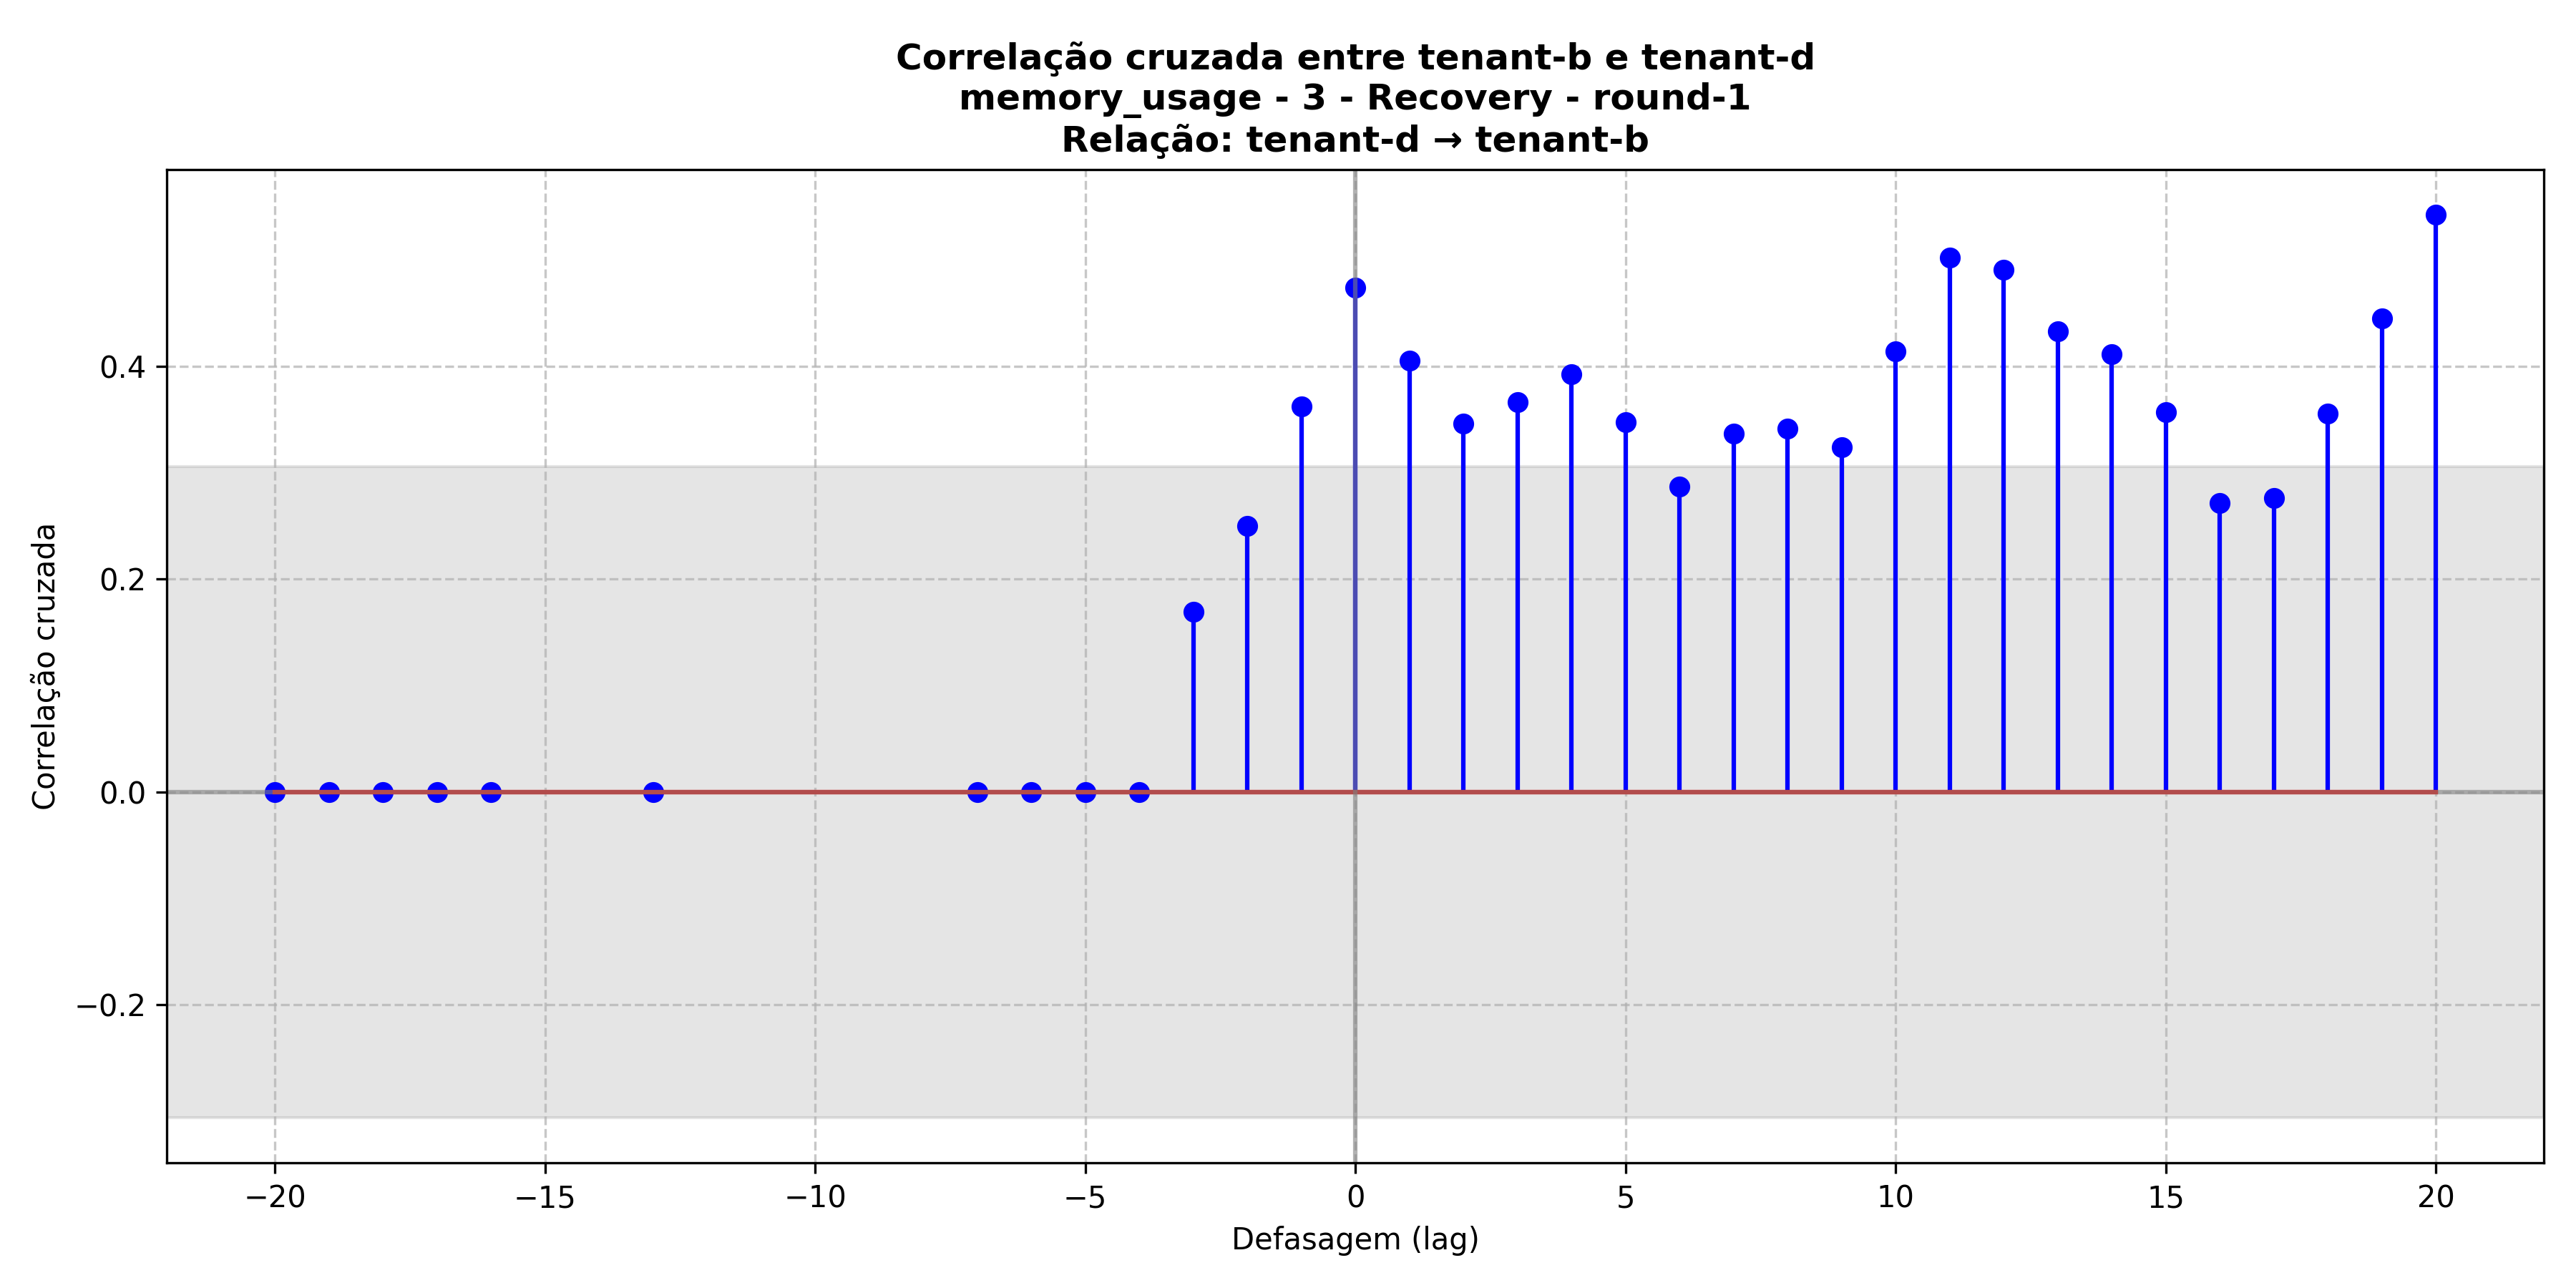 Correlação cruzada entre tenant-b e tenant-d
memory_usage - 3 - Recovery - round-1
Relação: tenant-d → tenant-b
Correlação cruzada
0.4
0.2
0.0
−0.2
−20
−15
−10
−5
0
5
10
15
20
Defasagem (lag)